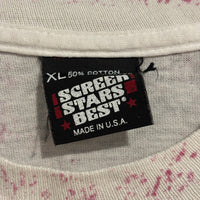 XL 50% COTTON
SCREEN
STARS
BEST®
MADE IN U.S.A.